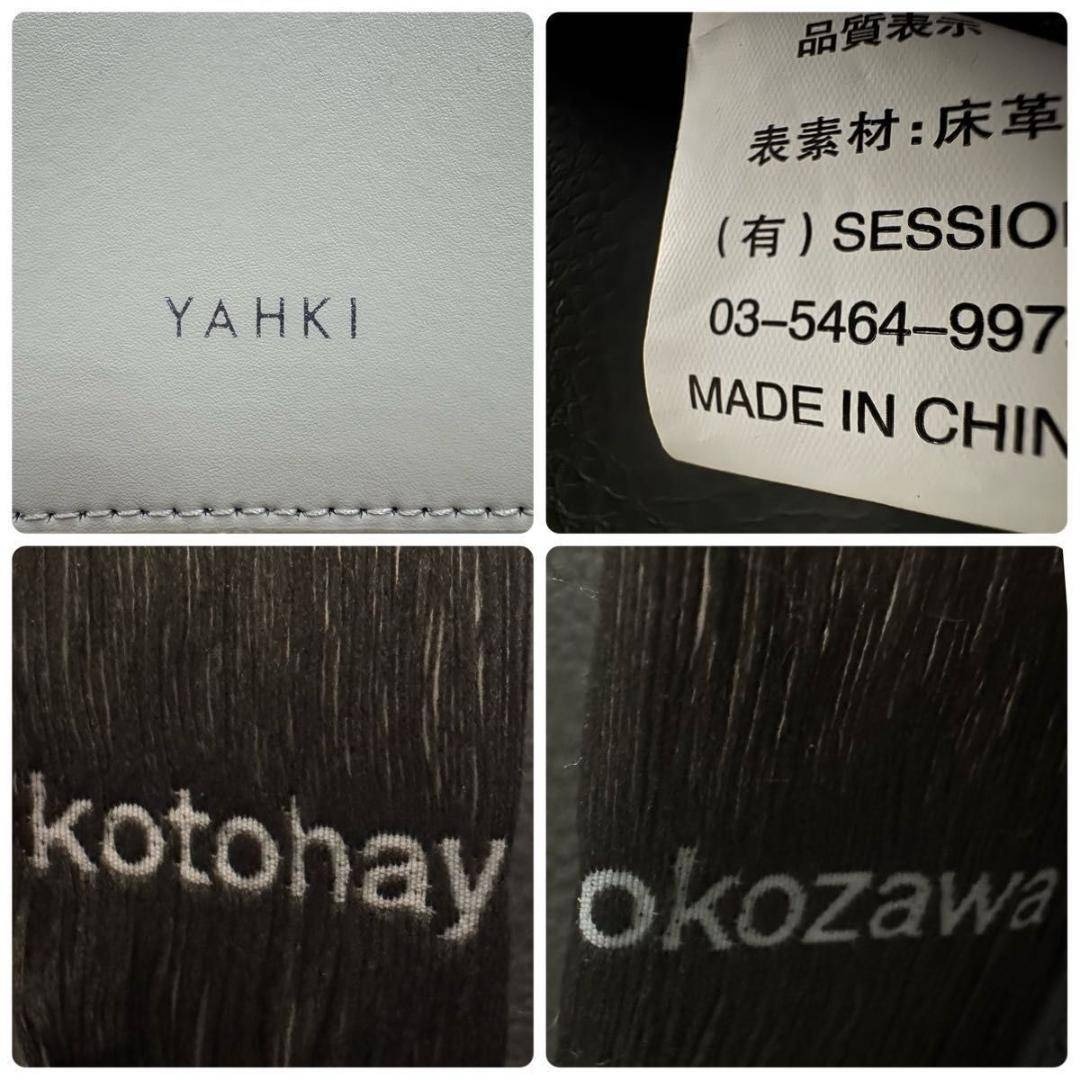 YAHKI
品質表示
表素材:床革
(有) SESSIO
03-5464-997
MADE IN CHIN
kotohay
okozawa